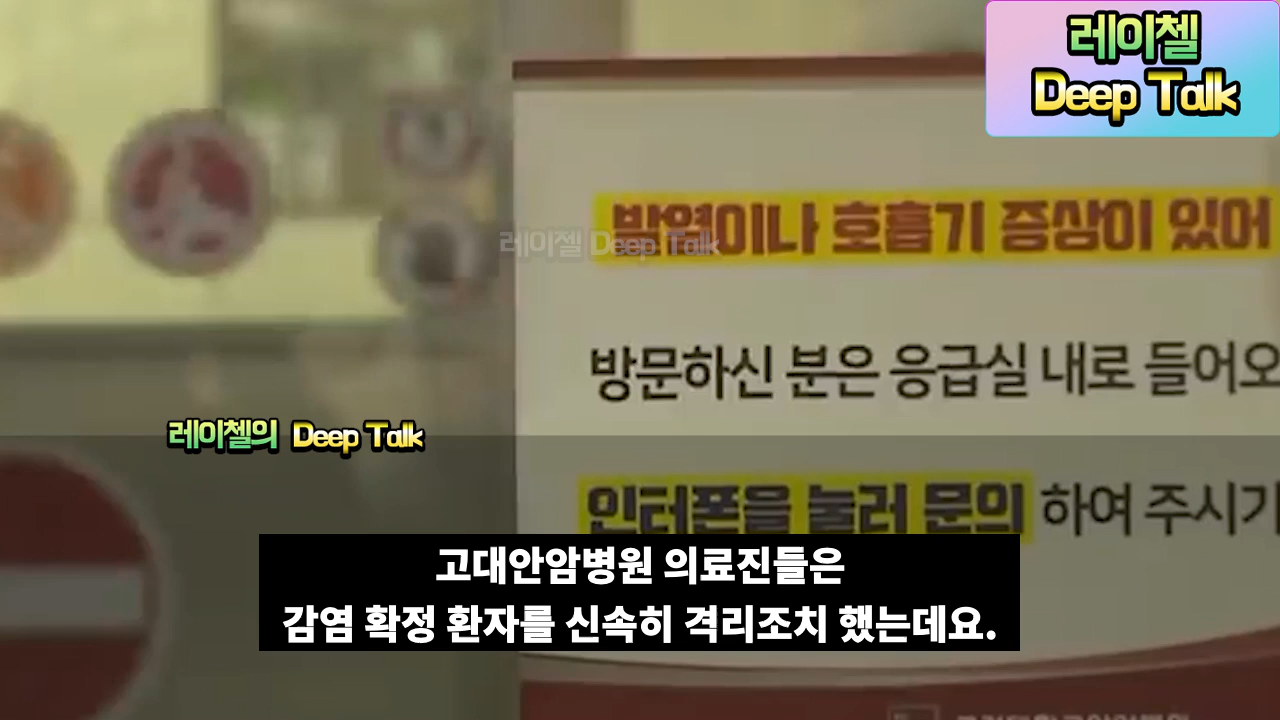 레이첼
Deep Talk
발열이나 호흡기 증상이 있어
레이첼 Deep Talk
방문하신 분은 응급실 내로 들어오
레이첼의 Deep Talk
인터폰을 눌러 문의 하여 주시기
고대안암병원 의료진들은
감염 확정 환자를 신속히 격리조치 했는데요.